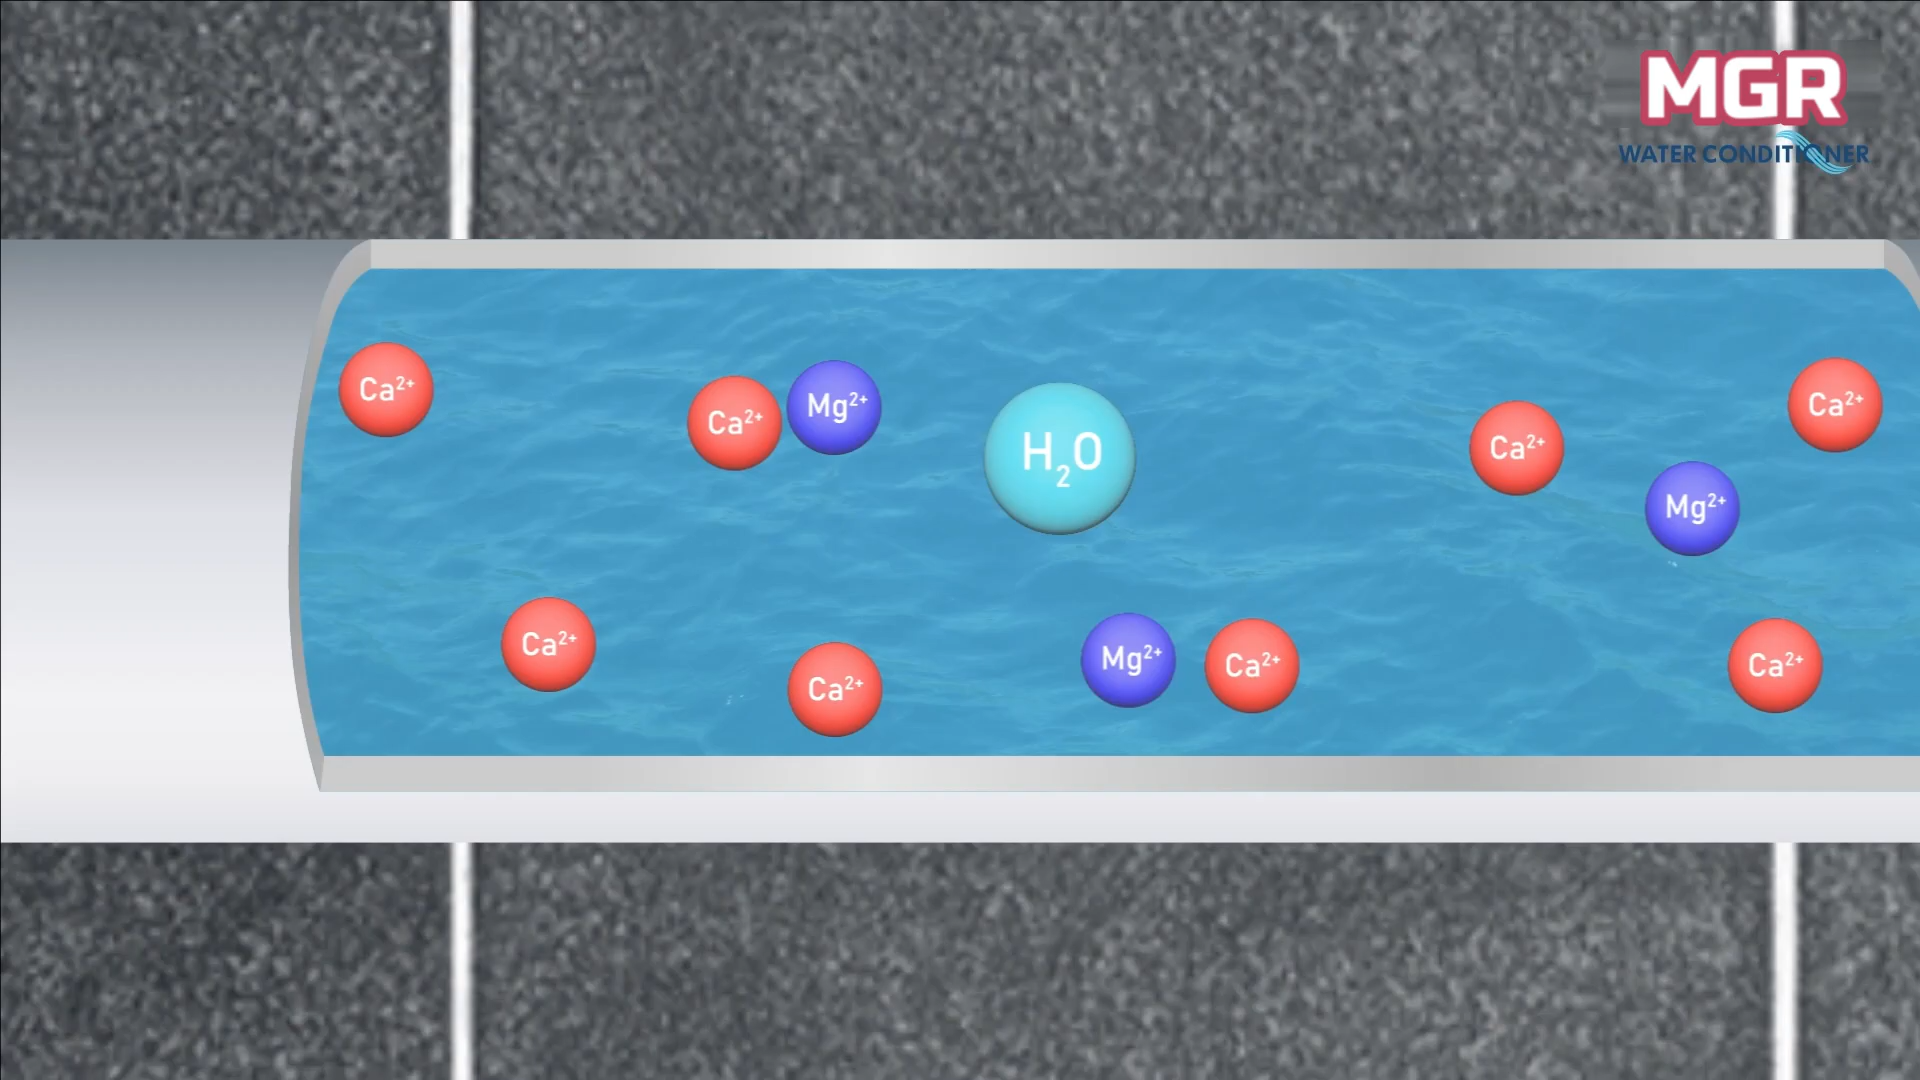 MGR
WATER CONDITIONER
Ca²⁺
Ca²⁺
Mg²⁺
H₂O
Ca²⁺
Mg²⁺
Ca²⁺
Ca²⁺
Ca²⁺
Mg²⁺
Ca²⁺
Ca²⁺